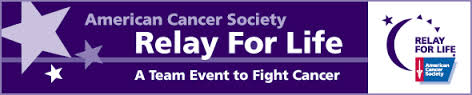 American Cancer Society
Relay For Life
A Team Event to Fight Cancer
RELAY
FOR LIFE
American
Cancer
Society